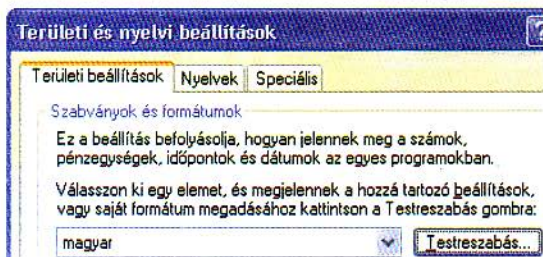 Területi és nyelvi beállítások
?
Területi beállítások Nyelvek Speciális
Szabványok és formátumok
Ez a beállítás befolyásolja, hogyan jelennek meg a számok,
pénzegységek, időpontok és dátumok az egyes programokban.
Válasszon ki egy elemet, és megjelennek a hozzá tartozó beállítások,
vagy saját formátum megadásához kattintson a Testreszabás gombra:
magyar Testreszabás...